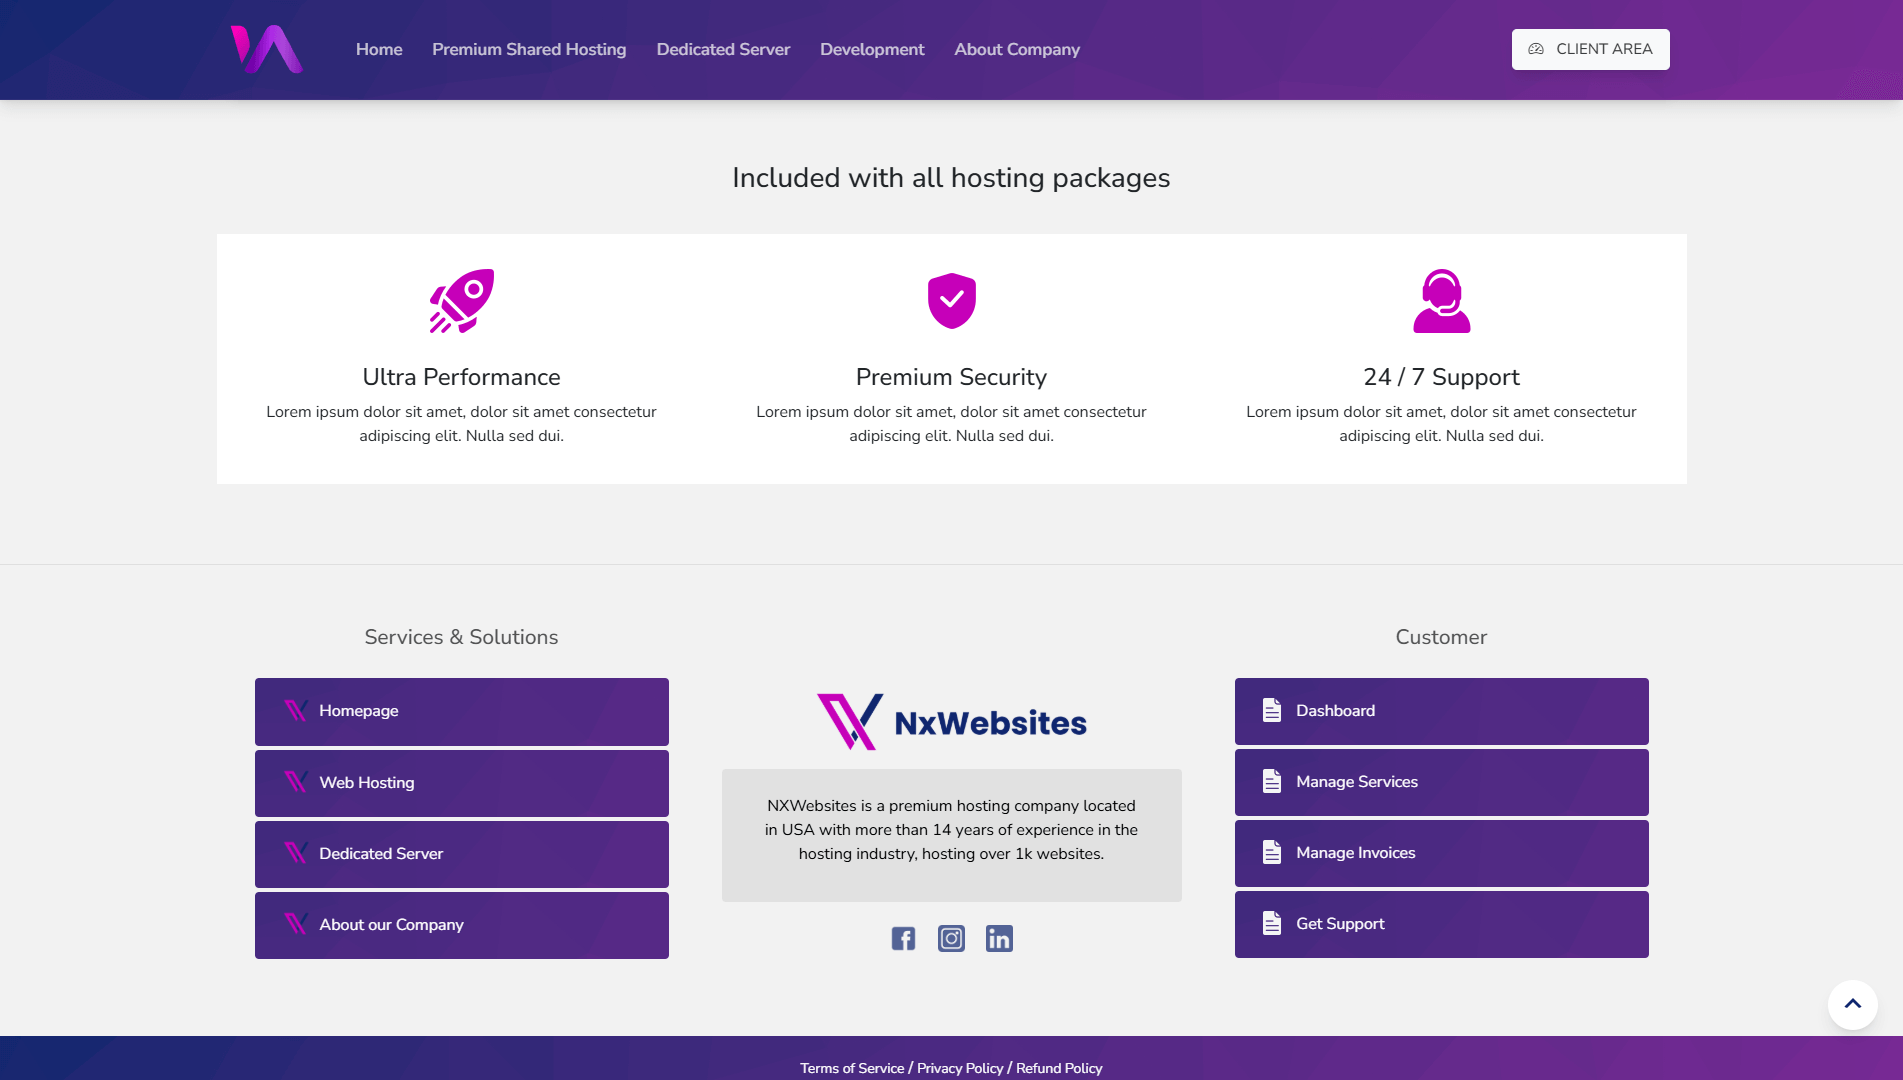 Home
Premium Shared Hosting
Dedicated Server
Development
About Company
CLIENT AREA
Included with all hosting packages
Ultra Performance
Lorem ipsum dolor sit amet, dolor sit amet consectetur
adipiscing elit. Nulla sed dui.
Premium Security
Lorem ipsum dolor sit amet, dolor sit amet consectetur
adipiscing elit. Nulla sed dui.
24 / 7 Support
Lorem ipsum dolor sit amet, dolor sit amet consectetur
adipiscing elit. Nulla sed dui.
Services & Solutions
Homepage
Web Hosting
Dedicated Server
About our Company
NxWebsites
NXWebsites is a premium hosting company located
in USA with more than 14 years of experience in the
hosting industry, hosting over 1k websites.
Customer
Dashboard
Manage Services
Manage Invoices
Get Support
Terms of Service / Privacy Policy / Refund Policy